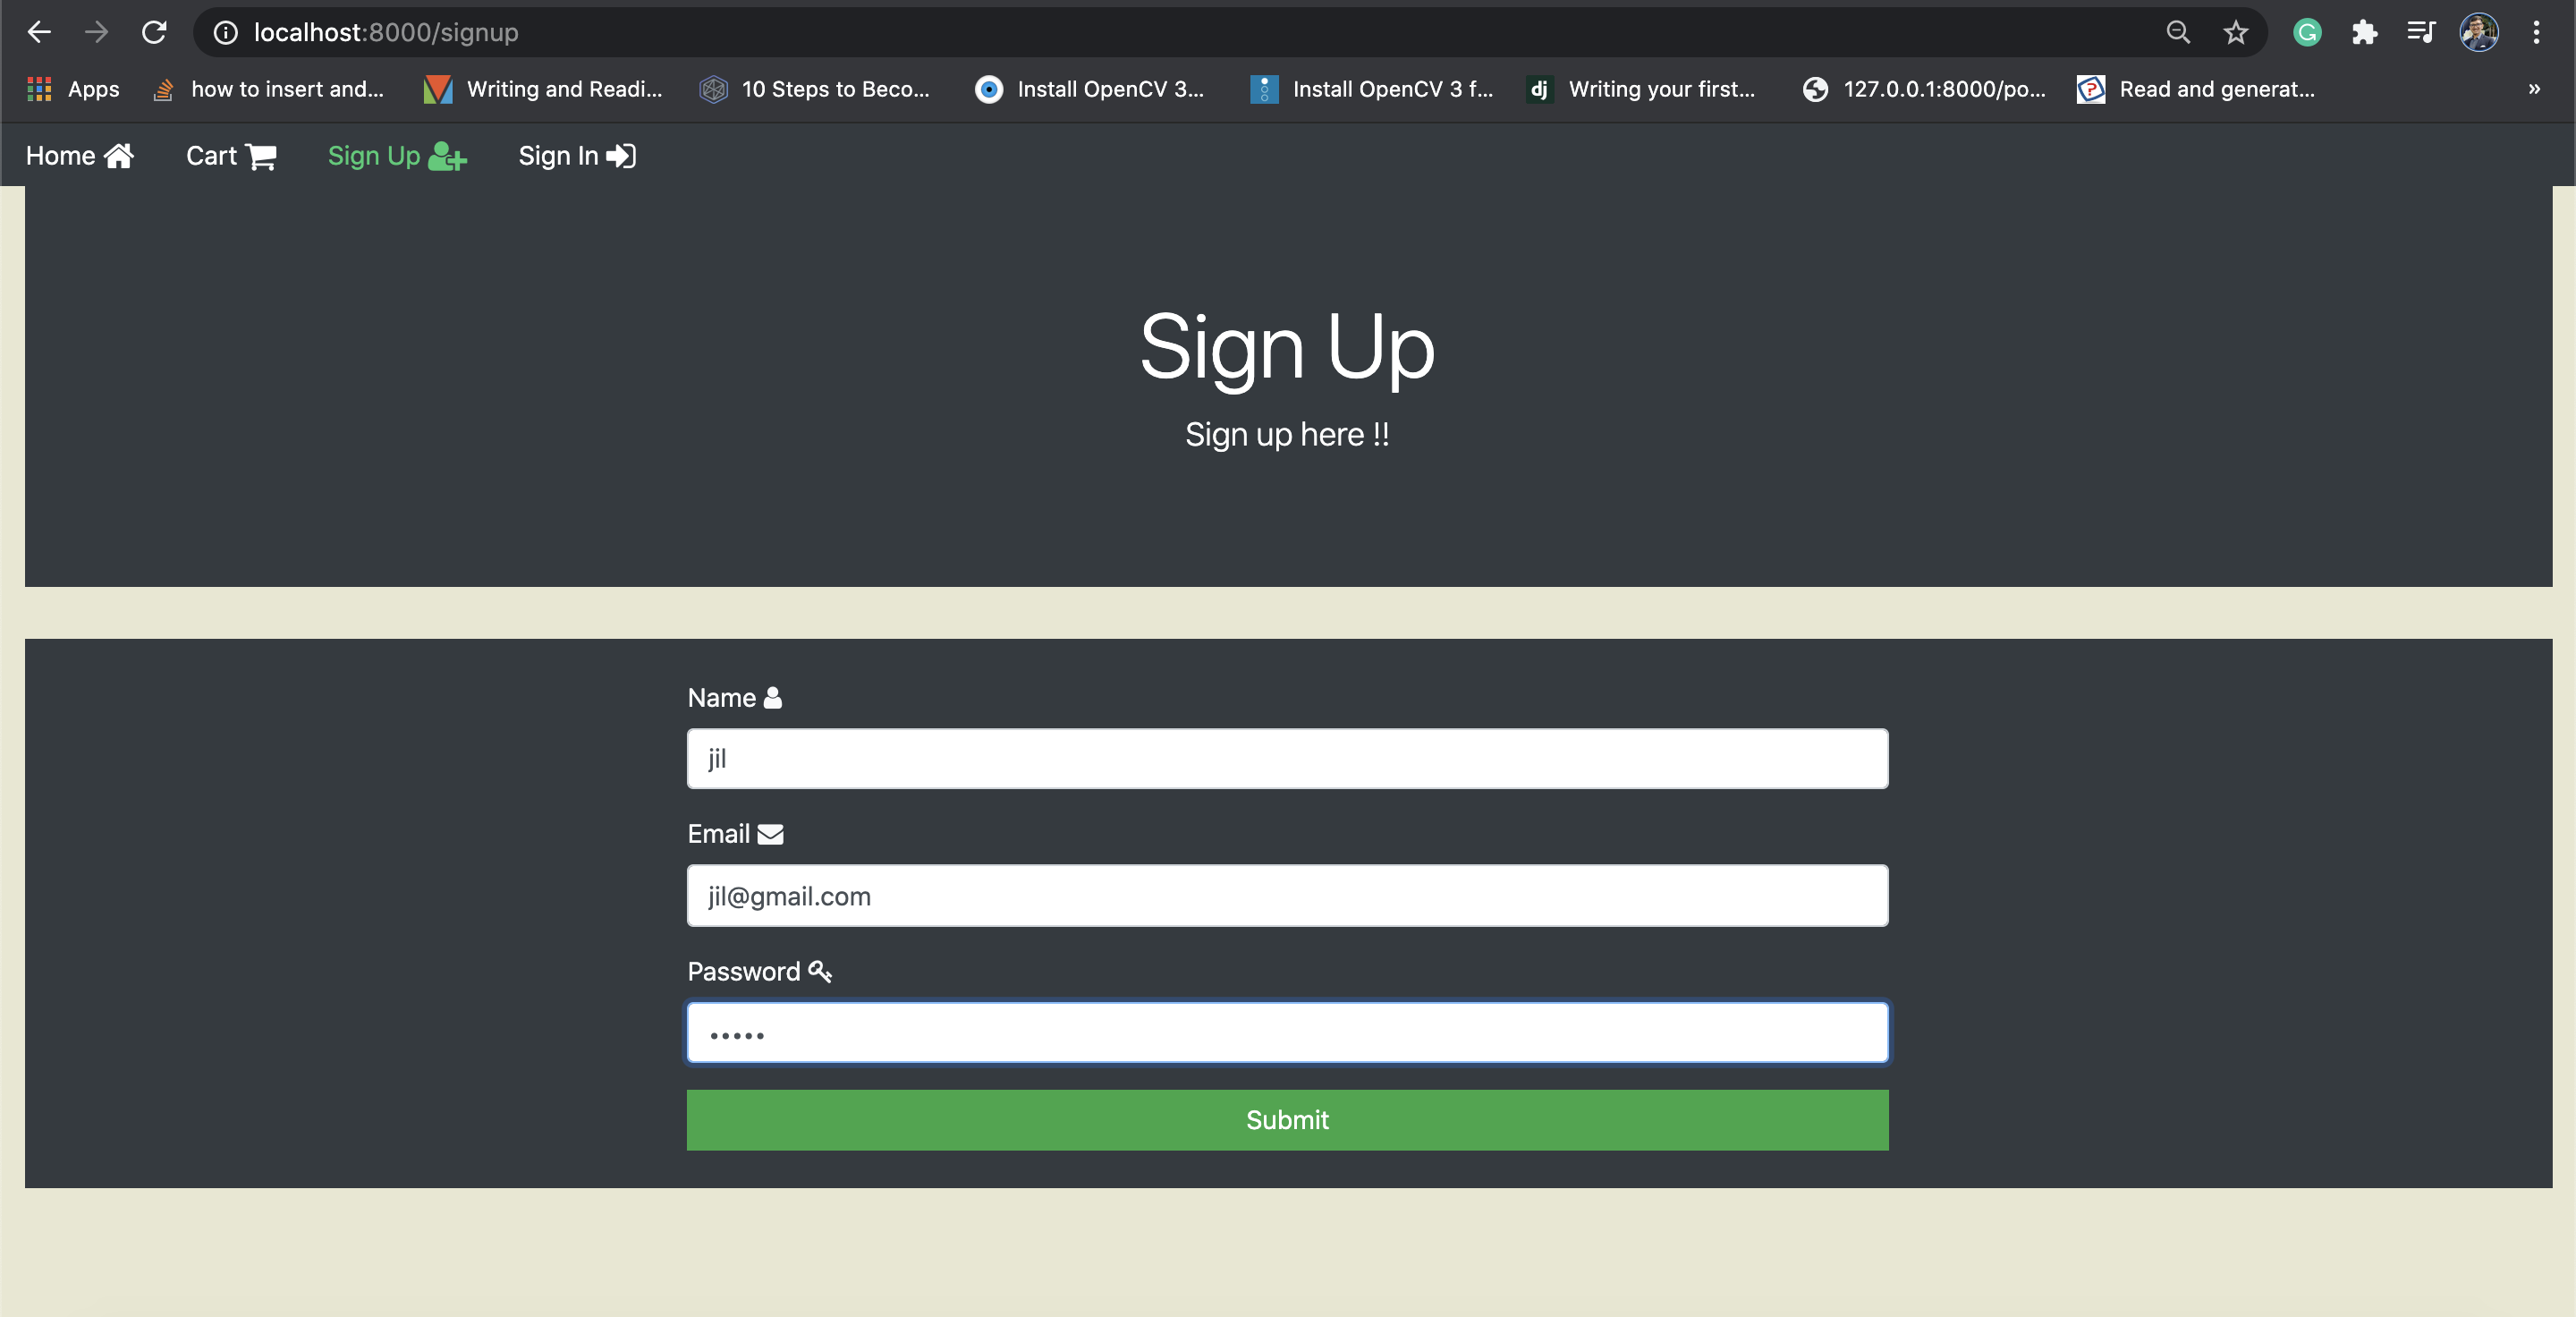 localhost:8000/signup
Apps how to insert and... Writing and Readi... 10 Steps to Beco... Install OpenCV 3... Install OpenCV 3 f... dj Writing your first... 127.0.0.1:8000/po... Read and generat... »
Home Cart Sign Up Sign In
Sign Up
Sign up here !!
Name
jil
Email
jil@gmail.com
Password
•••••
Submit